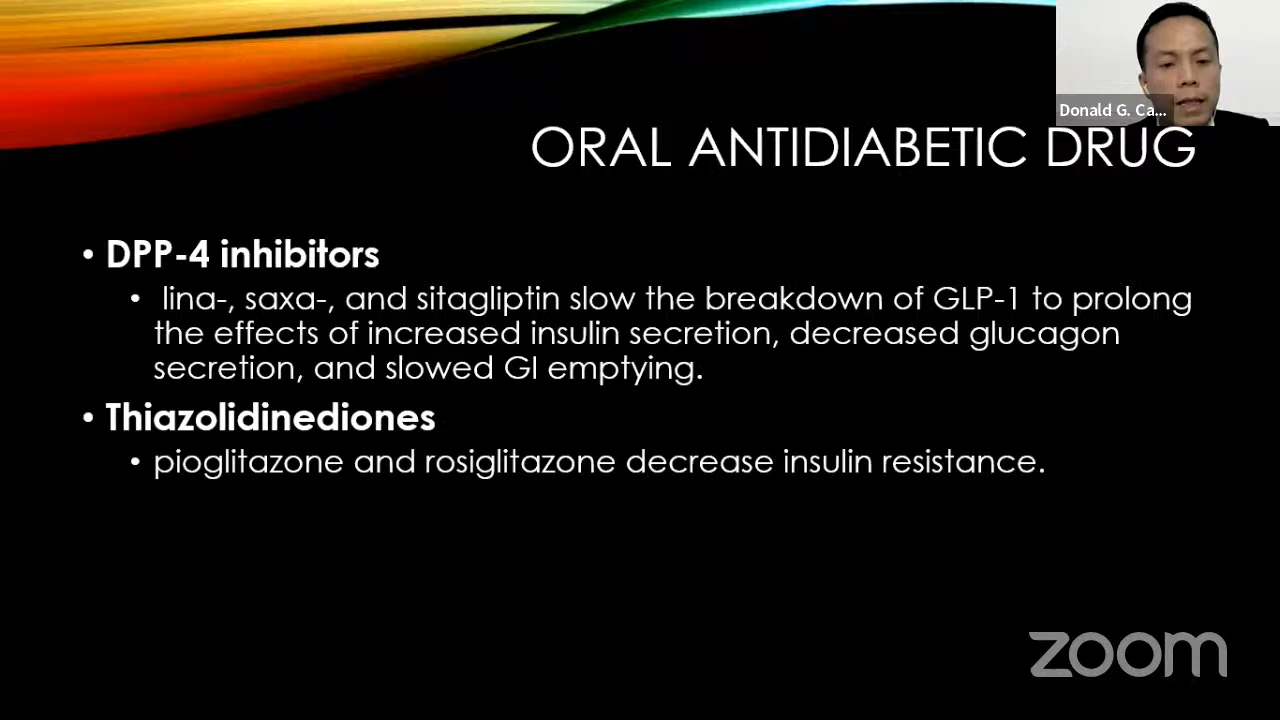 Donald G. Ca...
ORAL ANTIDIABETIC DRUG
• DPP-4 inhibitors
• lina-, saxa-, and sitagliptin slow the breakdown of GLP-1 to prolong
the effects of increased insulin secretion, decreased glucagon
secretion, and slowed GI emptying.
• Thiazolidinediones
• pioglitazone and rosiglitazone decrease insulin resistance.
zoom